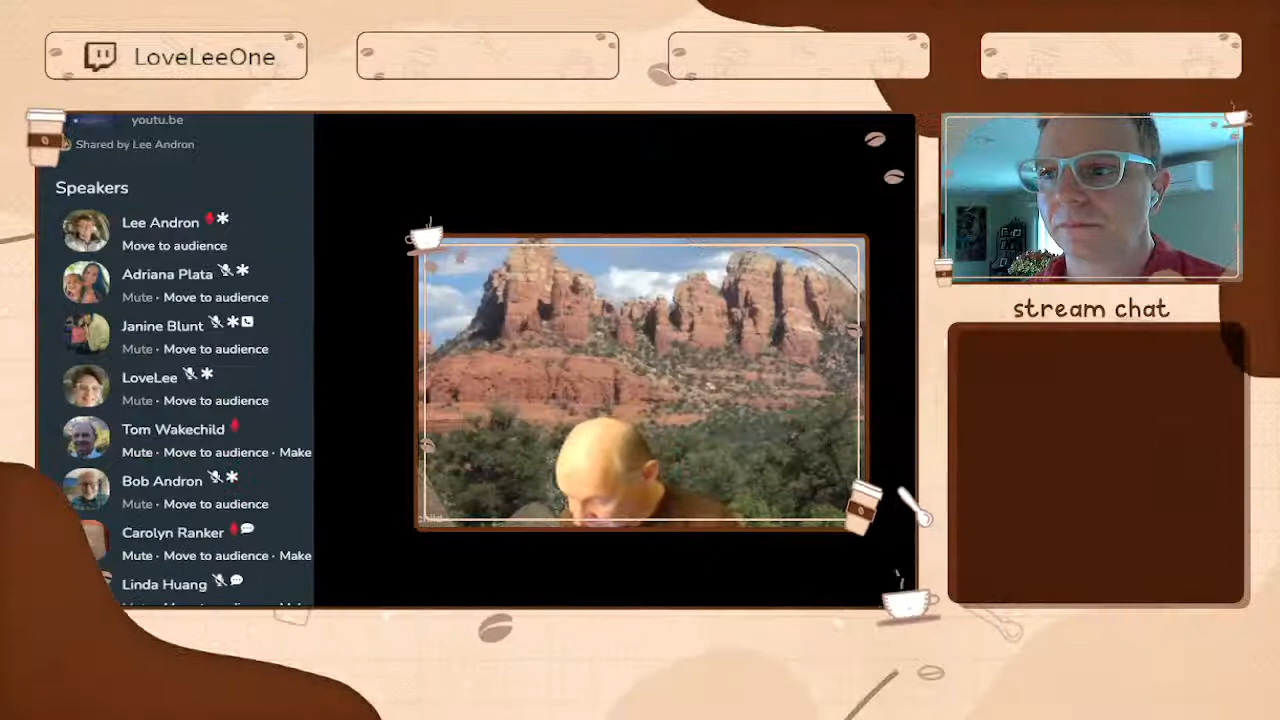 LoveLeeOne
youtu.be
Shared by Lee Andron
Speakers
Lee Andron
Move to audience
Adriana Plata
Mute · Move to audience
Janine Blunt
Mute · Move to audience
LoveLee
Mute · Move to audience
Tom Wakechild
Mute · Move to audience · Make
Bob Andron
Mute · Move to audience
Carolyn Ranker
Mute · Move to audience · Make
Linda Huang
stream chat